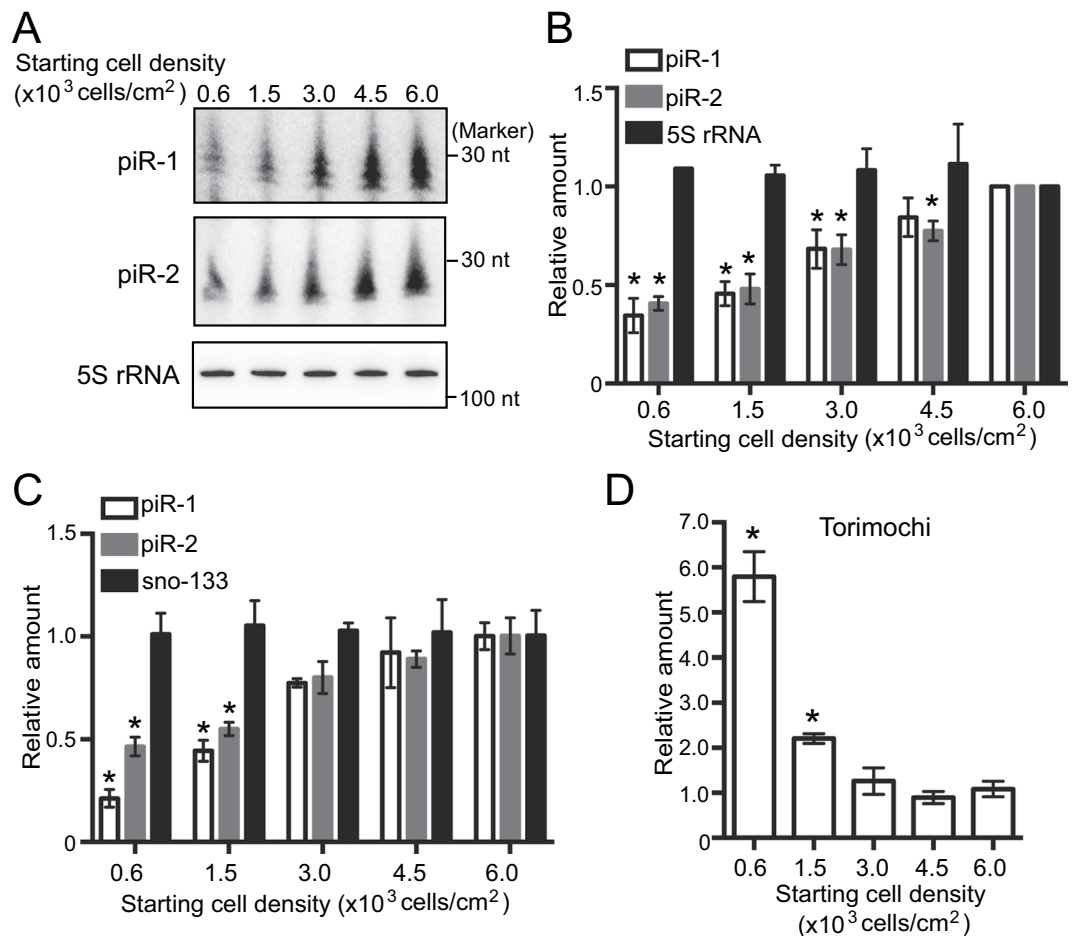 A
Starting cell density
(x10³ cells/cm²) 0.6 1.5 3.0 4.5 6.0
(Marker)
piR-1
30 nt
piR-2
30 nt
5S rRNA
100 nt
B
piR-1
piR-2
5S rRNA
Relative amount
1.5
1.0
0.5
0
* * * * * * *
0.6 1.5 3.0 4.5 6.0
Starting cell density (x10³ cells/cm²)
C
piR-1
piR-2
sno-133
Relative amount
1.5
1.0
0.5
0
* * * *
0.6 1.5 3.0 4.5 6.0
Starting cell density (x10³ cells/cm²)
D
Torimochi
Relative amount
7.0
6.0
5.0
4.0
3.0
2.0
1.0
0
* *
0.6 1.5 3.0 4.5 6.0
Starting cell density
(x10³ cells/cm²)